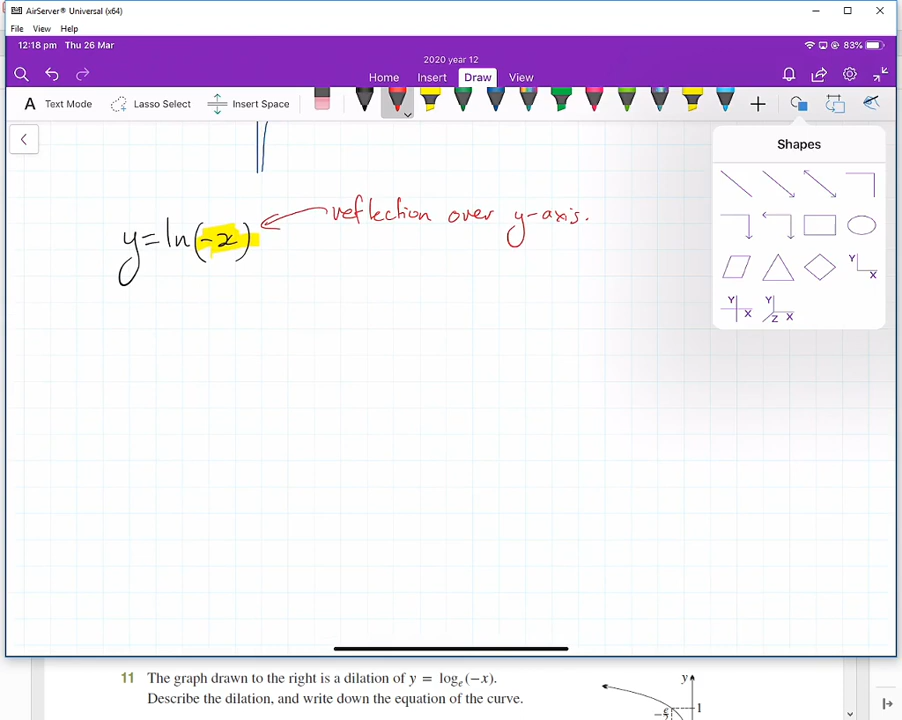 AirServer® Universal (x64)
File View Help
12:18 pm Thu 26 Mar
83%
2020 year 12
Home Insert Draw View
A Text Mode Lasso Select Insert Space
Shapes
Y X
Y X Y Z X
reflection over y-axis.
y=ln(-x)
11 The graph drawn to the right is a dilation of y = logₑ(−x).
Describe the dilation, and write down the equation of the curve.
y
1